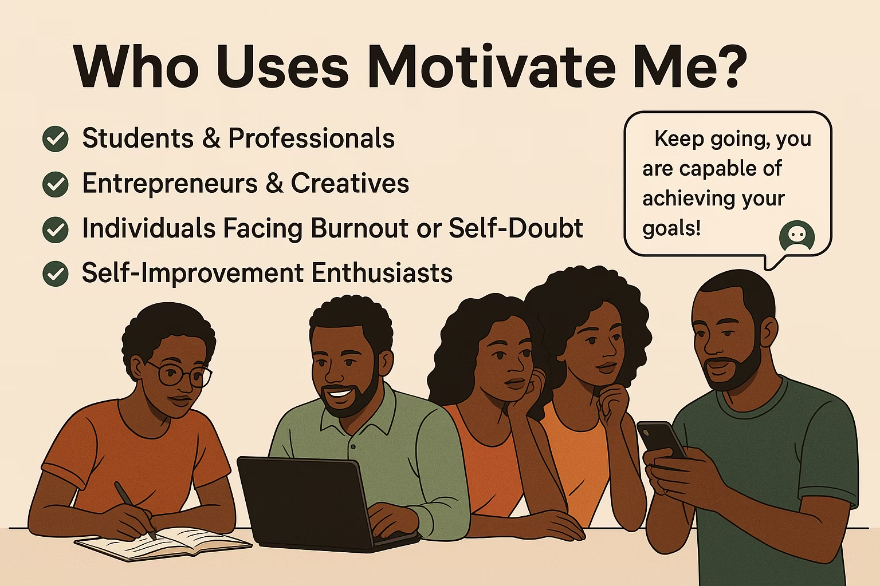 Who Uses Motivate Me?
Students & Professionals
Entrepreneurs & Creatives
Individuals Facing Burnout or Self-Doubt
Self-Improvement Enthusiasts
Keep going, you
are capable of
achieving your
goals!